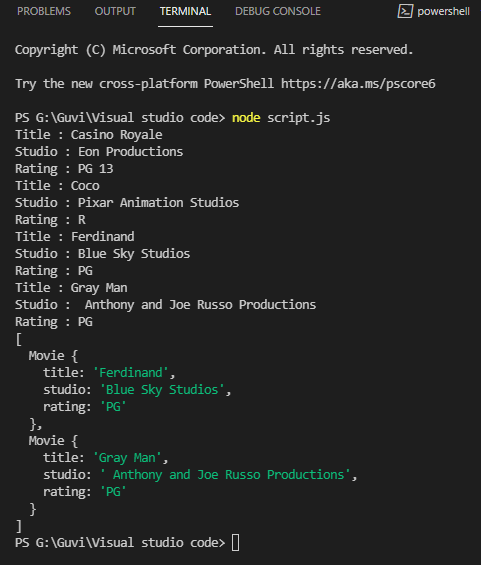 PROBLEMS OUTPUT TERMINAL DEBUG CONSOLE powershell
Copyright (C) Microsoft Corporation. All rights reserved.
Try the new cross-platform PowerShell https://aka.ms/pscore6
PS G:\Guvi\Visual studio code> node script.js
Title : Casino Royale
Studio : Eon Productions
Rating : PG 13
Title : Coco
Studio : Pixar Animation Studios
Rating : R
Title : Ferdinand
Studio : Blue Sky Studios
Rating : PG
Title : Gray Man
Studio :  Anthony and Joe Russo Productions
Rating : PG
[
  Movie {
    title: 'Ferdinand',
    studio: 'Blue Sky Studios',
    rating: 'PG'
  },
  Movie {
    title: 'Gray Man',
    studio: ' Anthony and Joe Russo Productions',
    rating: 'PG'
  }
]
PS G:\Guvi\Visual studio code>